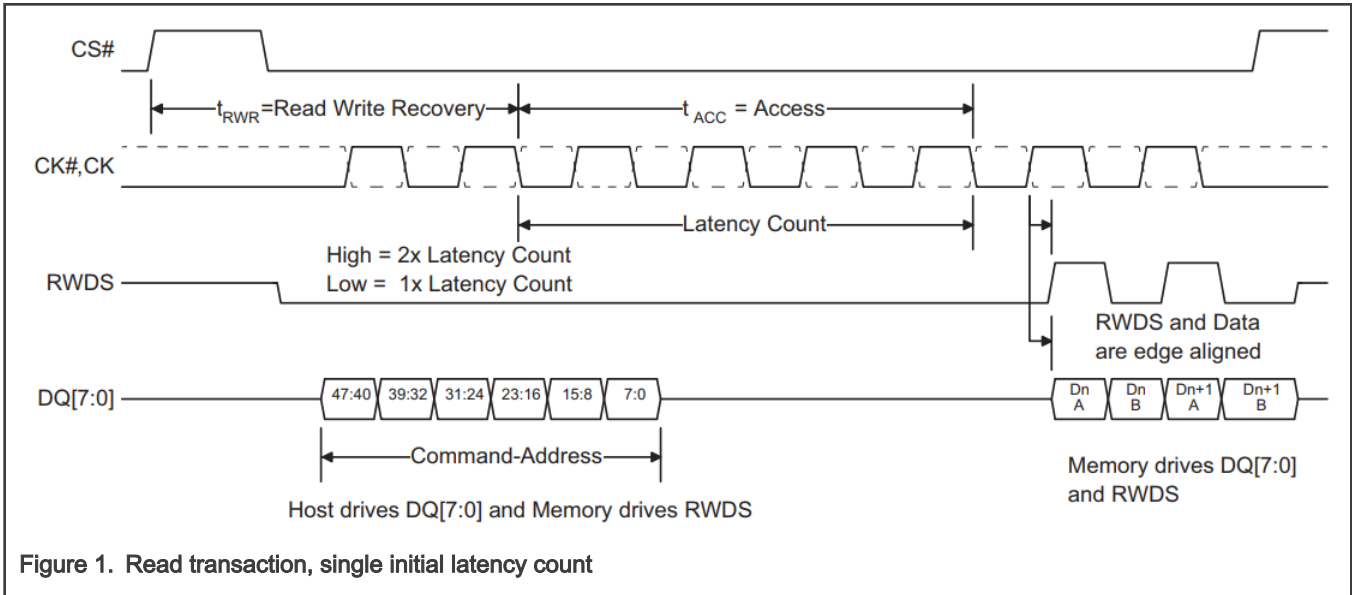 CS#
tRWR=Read Write Recovery
tACC = Access
CK#,CK
Latency Count
High = 2x Latency Count
Low = 1x Latency Count
RWDS
RWDS and Data
are edge aligned
DQ[7:0]
47:40 39:32 31:24 23:16 15:8 7:0
Dn A Dn B Dn+1 A Dn+1 B
Command-Address
Memory drives DQ[7:0]
and RWDS
Host drives DQ[7:0] and Memory drives RWDS
Figure 1. Read transaction, single initial latency count